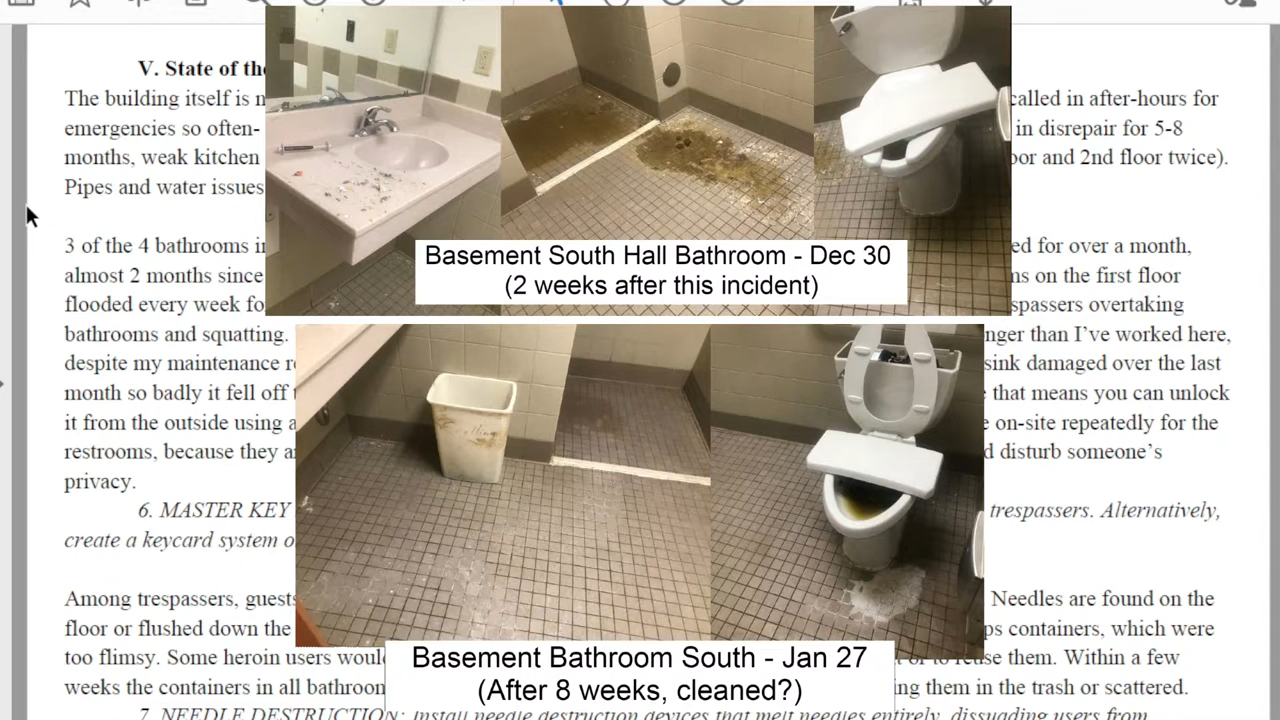 V. State of the
The building itself is n
called in after-hours for
emergencies so often-
in disrepair for 5-8
months, weak kitchen
oor and 2nd floor twice).
Pipes and water issues
Basement South Hall Bathroom - Dec 30
(2 weeks after this incident)
3 of the 4 bathrooms in
ed for over a month,
almost 2 months since
ns on the first floor
flooded every week fo
spassers overtaking
bathrooms and squatting.
nger than I've worked here,
despite my maintenance re
sink damaged over the last
month so badly it fell off
that means you can unlock
it from the outside using a
e on-site repeatedly for the
restrooms, because they a
d disturb someone's
privacy.
6. MASTER KEY
trespassers. Alternatively,
create a keycard system o
Among trespassers, guests
Needles are found on the
floor or flushed down the
ps containers, which were
too flimsy. Some heroin users would
to reuse them. Within a few
weeks the containers in all bathroom
ing them in the trash or scattered.
Basement Bathroom South - Jan 27
(After 8 weeks, cleaned?)
7. NEEDLE DESTRUCTION: Install needle destruction devices that melt needles entirely, dissuading users from